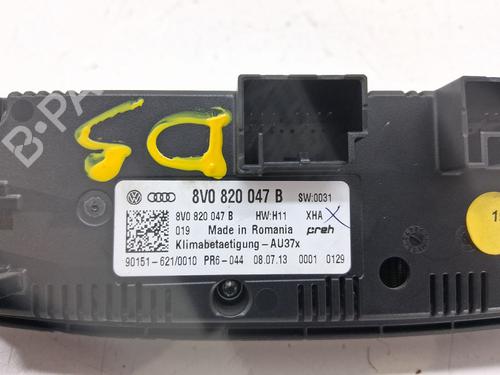 B-PA
SQ
8V0 820 047 B SW:0031
8V0 820 047 B HW:H11 XHA X
019 Made in Romania preh
Klimabetaetigung-AU37x
90151-621/0010 PR6-044 08.07.13 0001 0129